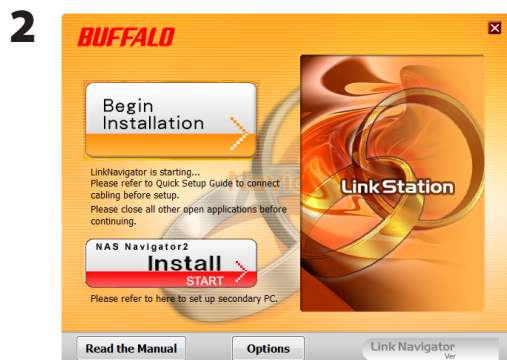 2
BUFFALO
Begin
Installation
LinkNavigator is starting...
Please refer to Quick Setup Guide to connect
cabling before setup.
Please close all other open applications before
continuing.
LinkStation
NAS Navigator2
Install
START
Please refer to here to set up secondary PC.
Read the Manual
Options
Link Navigator
Ver